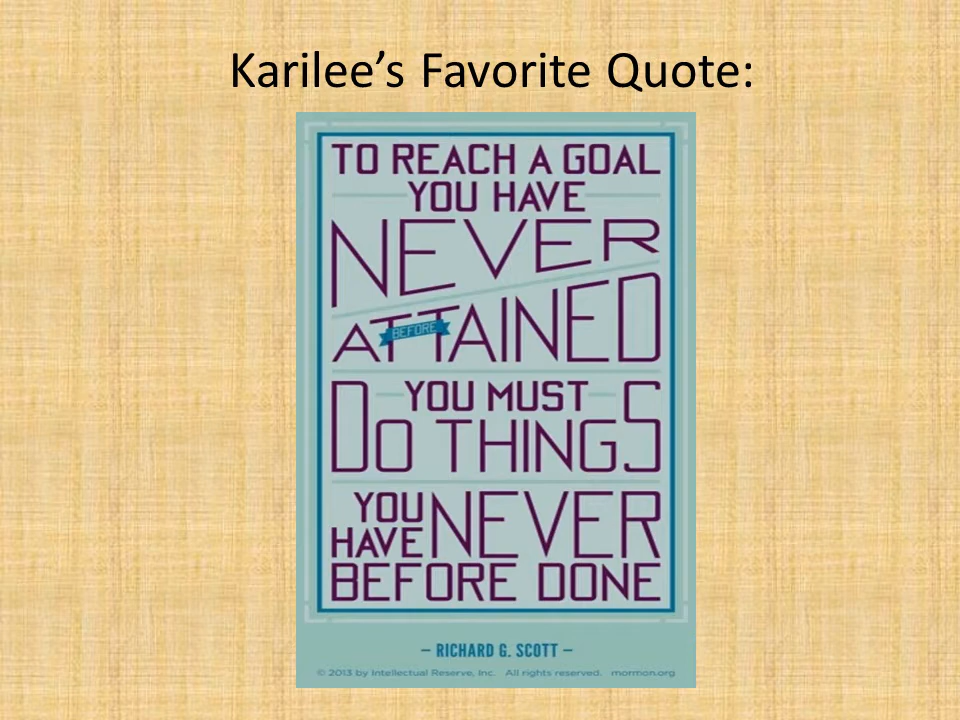 Karilee’s Favorite Quote:
TO REACH A GOAL
YOU HAVE
NEVER
BEFORE
ATTAINED
YOU MUST
DO THINGS
YOU
HAVE NEVER
BEFORE DONE
– RICHARD G. SCOTT –
© 2013 by Intellectual Reserve, Inc. All rights reserved. mormon.org